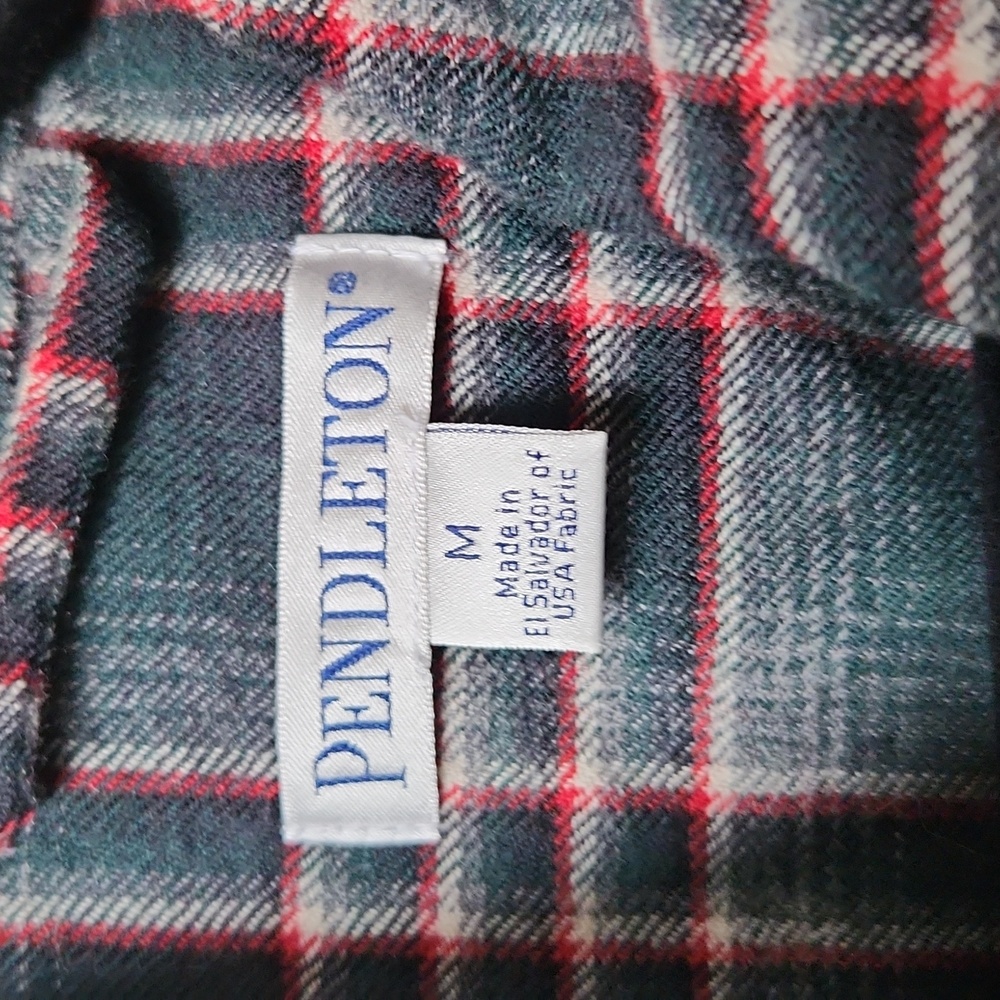 PENDLETON®
M
Made in
El Salvador of
USA Fabric